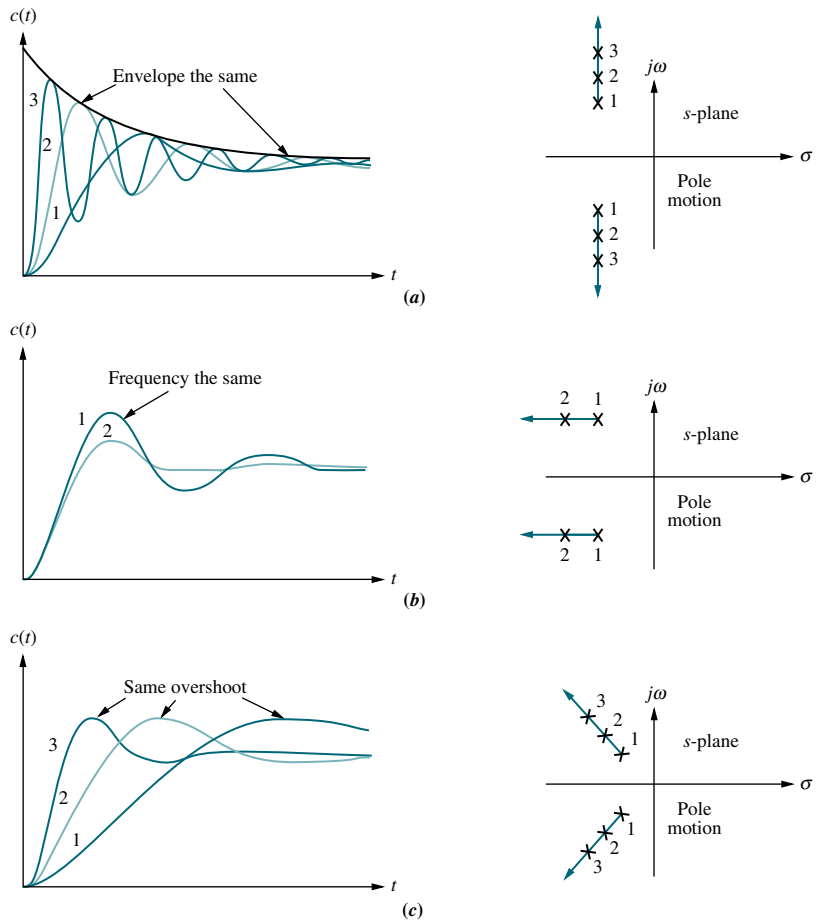 c(t)
Envelope the same
3
2
1
t
jω
3
2
1
s-plane
σ
Pole
motion
1
2
3
(a)
c(t)
Frequency the same
1
2
t
jω
2 1
s-plane
σ
Pole
motion
2 1
(b)
c(t)
Same overshoot
3
2
1
t
jω
3
2
1
s-plane
σ
Pole
motion
1
2
3
(c)